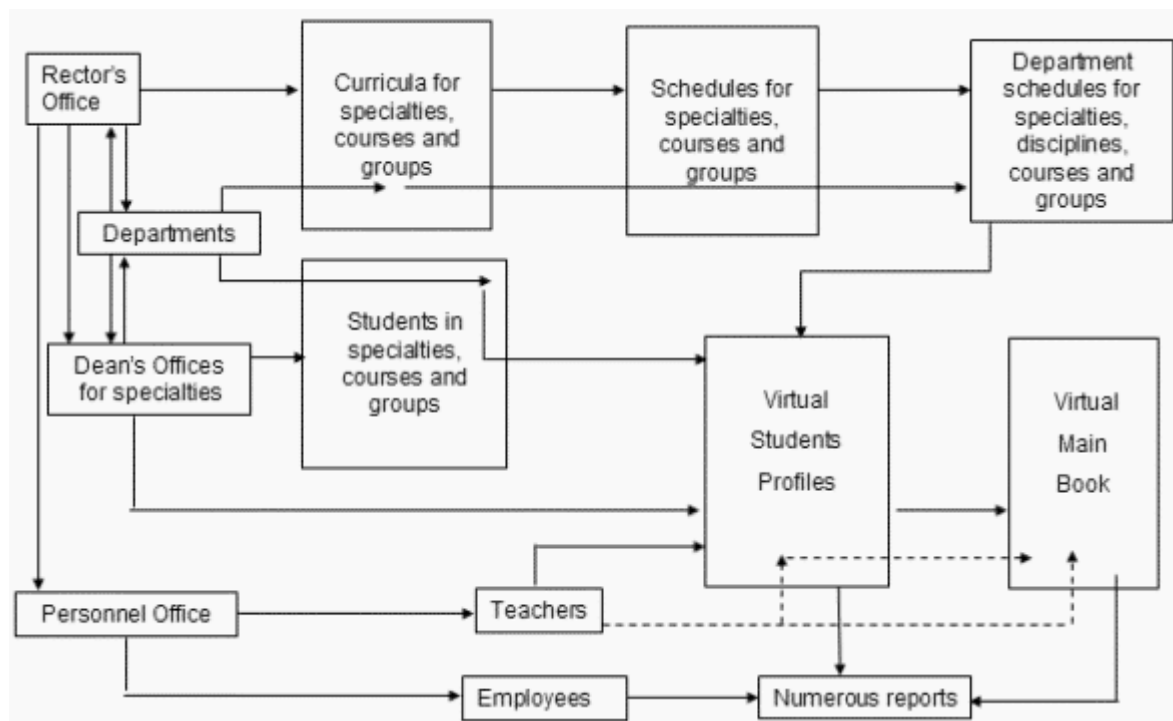 Rector's
Office
Curricula for
specialties,
courses and
groups
Schedules for
specialties,
courses and
groups
Department
schedules for
specialties,
disciplines,
courses and
groups
Departments
Students in
specialties,
courses and
groups
Dean's Offices
for specialties
Virtual
Students
Profiles
Virtual
Main
Book
Personnel Office
Teachers
Employees
Numerous reports